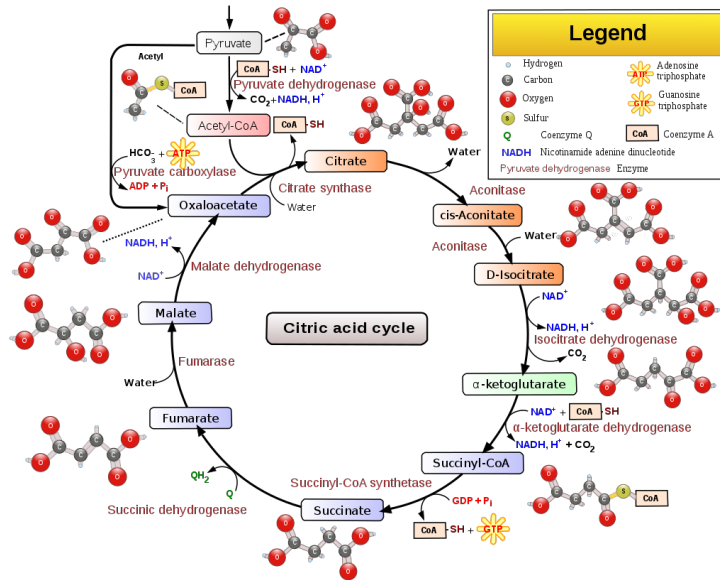 Legend
Hydrogen
Carbon
Oxygen
S Sulfur
Q Coenzyme Q
NADH Nicotinamide adenine dinucleotide
Pyruvate dehydrogenase Enzyme
ATP Adenosine triphosphate
GTP Guanosine triphosphate
CoA Coenzyme A
Acetyl
Pyruvate
CoA-SH + NAD⁺
Pyruvate dehydrogenase
CO₂+NADH, H⁺
S CoA
Acetyl-CoA
CoA-SH
HCO₃⁻ + ATP
Pyruvate carboxylase
ADP + Pᵢ
Citrate
Citrate synthase
Water
Oxaloacetate
Water
Aconitase
cis-Aconitate
Aconitase
Water
D-Isocitrate
NAD⁺
NADH, H⁺
Isocitrate dehydrogenase
CO₂
α-ketoglutarate
NAD⁺ + CoA-SH
α-ketoglutarate dehydrogenase
NADH, H⁺ + CO₂
Succinyl-CoA
S CoA
Succinyl-CoA synthetase
GDP + Pᵢ
CoA-SH + GTP
Succinate
QH₂
Q
Succinic dehydrogenase
Fumarate
Water
Fumarase
Malate
NADH, H⁺
NAD⁺
Malate dehydrogenase
Citric acid cycle